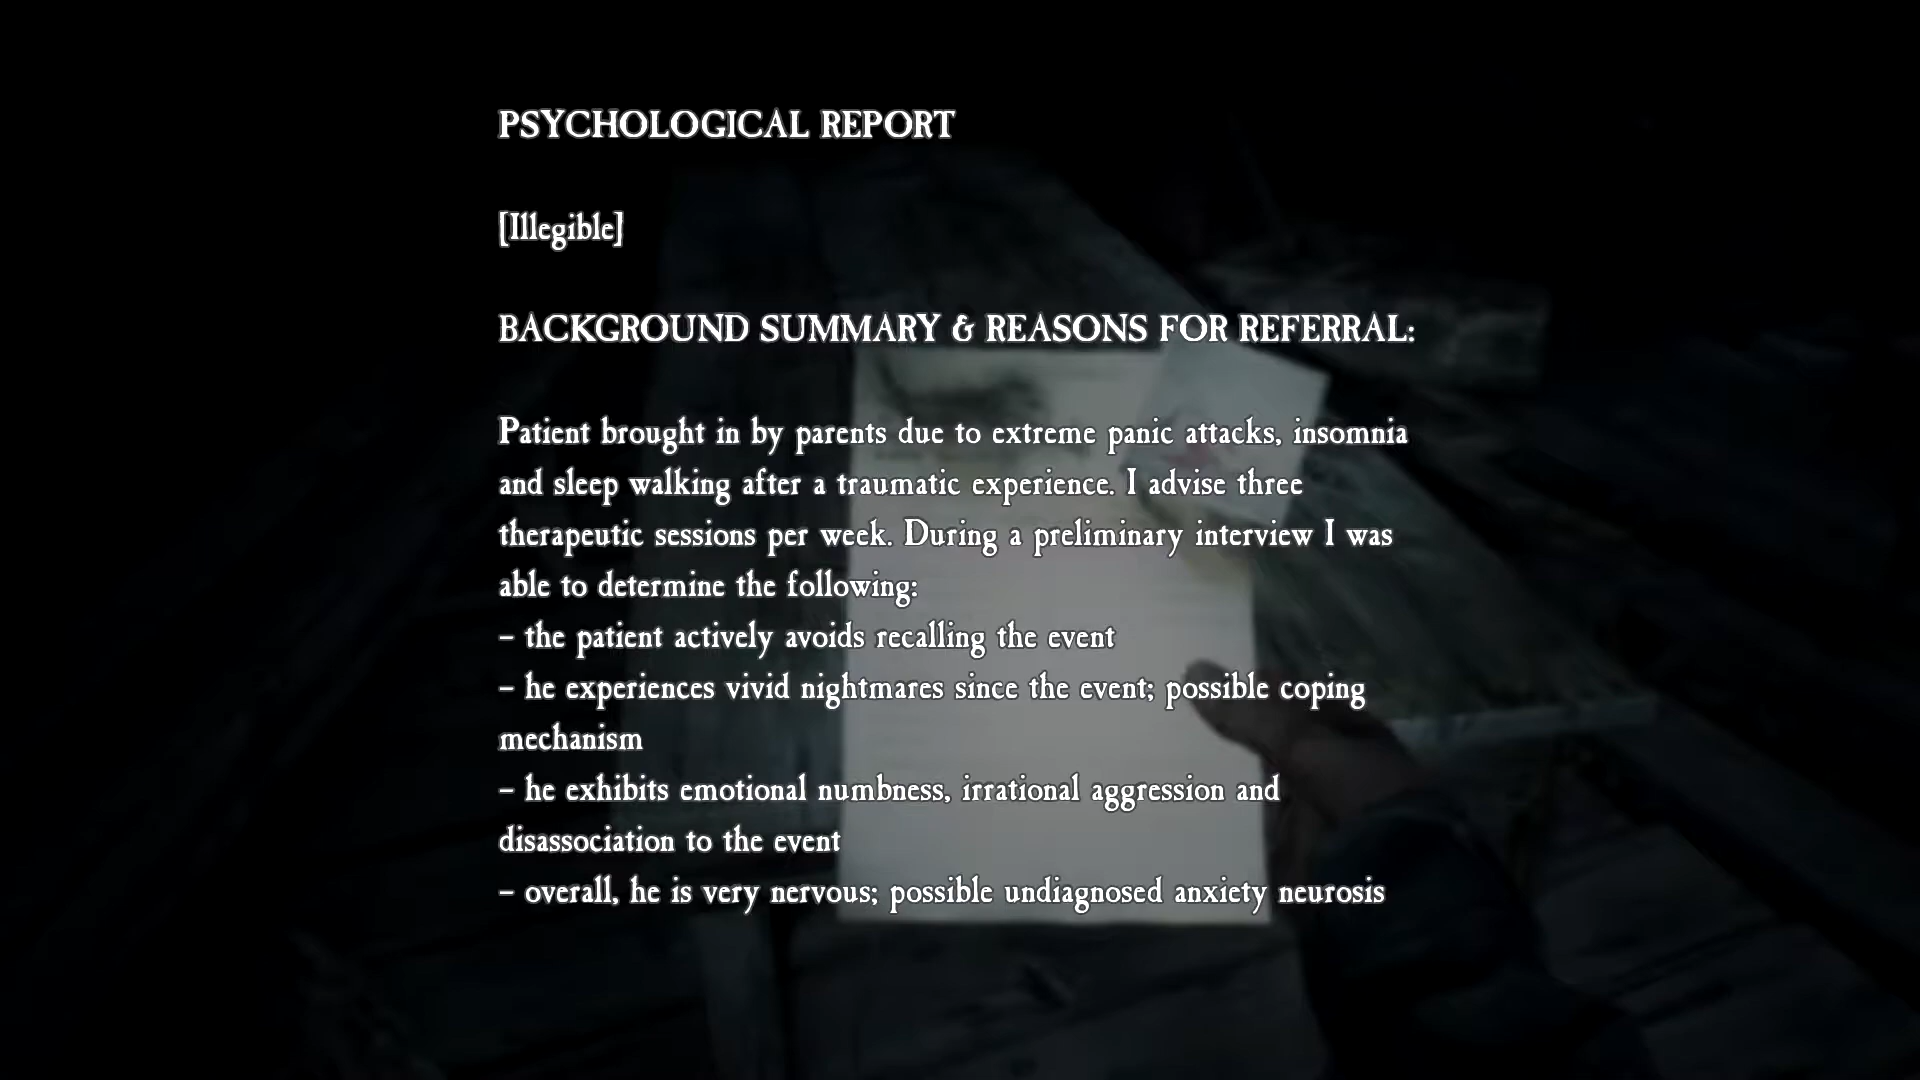 PSYCHOLOGICAL REPORT
[Illegible]
BACKGROUND SUMMARY & REASONS FOR REFERRAL:
Patient brought in by parents due to extreme panic attacks, insomnia
and sleep walking after a traumatic experience. I advise three
therapeutic sessions per week. During a preliminary interview I was
able to determine the following:
– the patient actively avoids recalling the event
– he experiences vivid nightmares since the event; possible coping
mechanism
– he exhibits emotional numbness, irrational aggression and
disassociation to the event
– overall, he is very nervous; possible undiagnosed anxiety neurosis